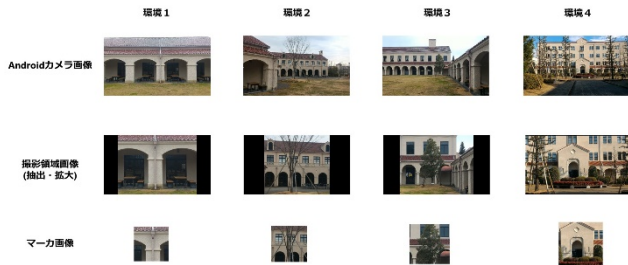 環境1
環境2
環境3
環境4
Androidカメラ画像
撮影領域画像
(抽出・拡大)
マーカ画像